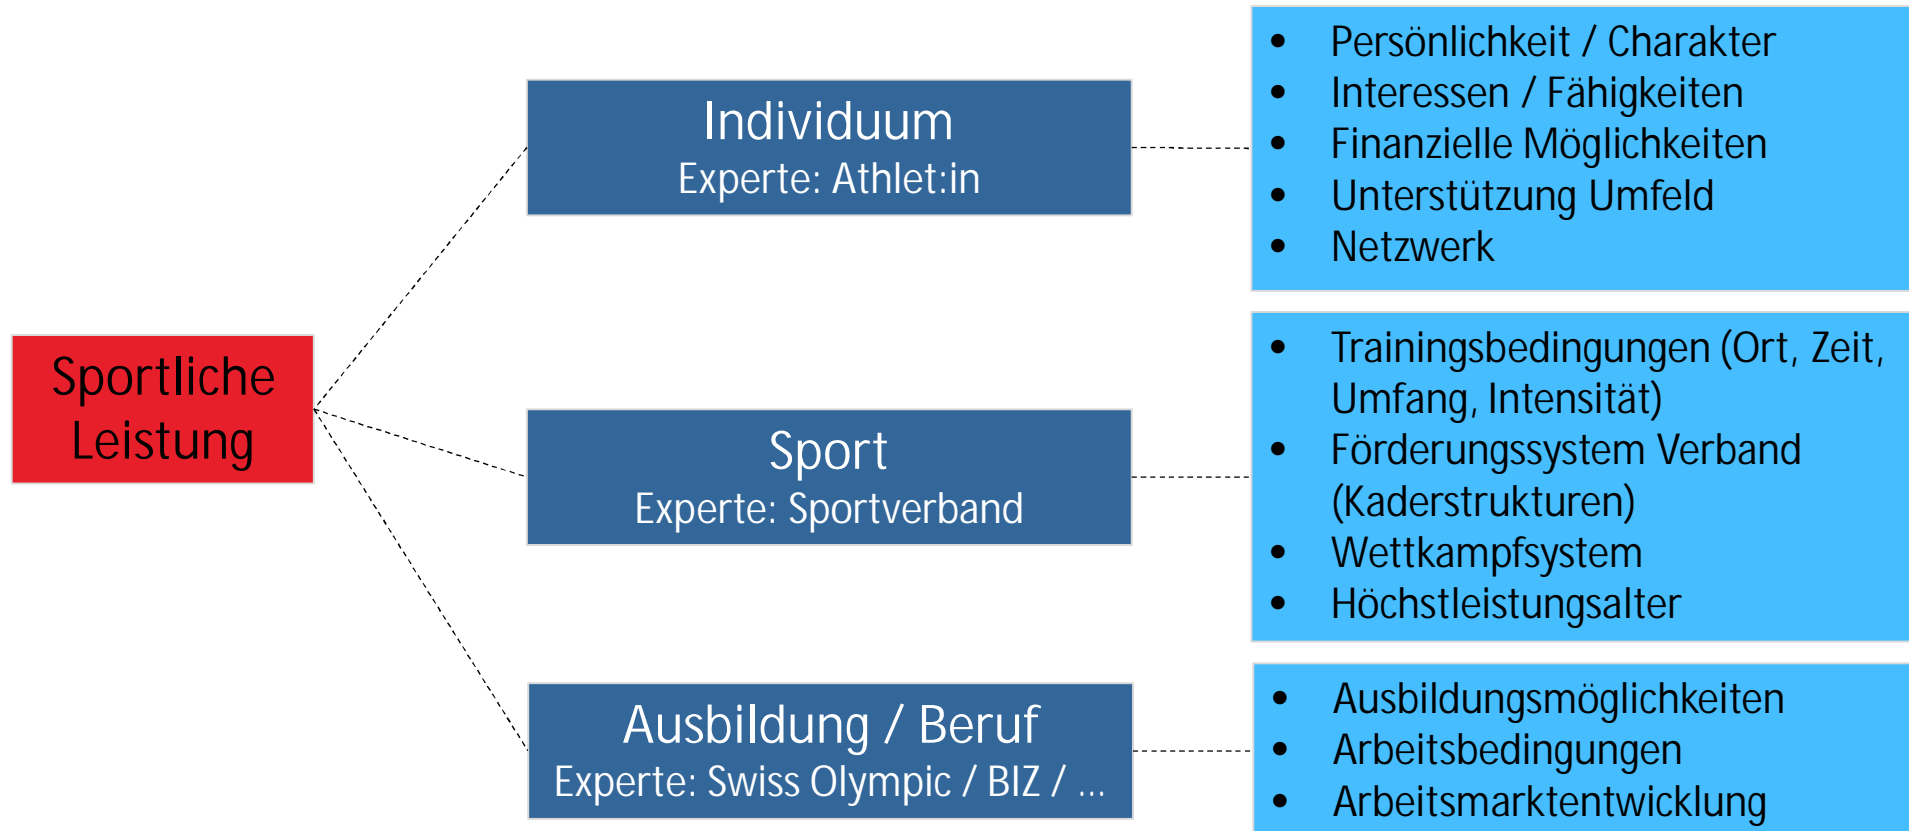 Sportliche
Leistung
Individuum
Experte: Athlet:in
• Persönlichkeit / Charakter
• Interessen / Fähigkeiten
• Finanzielle Möglichkeiten
• Unterstützung Umfeld
• Netzwerk
Sport
Experte: Sportverband
• Trainingsbedingungen (Ort, Zeit,
Umfang, Intensität)
• Förderungssystem Verband
(Kaderstrukturen)
• Wettkampfsystem
• Höchstleistungsalter
Ausbildung / Beruf
Experte: Swiss Olympic / BIZ / ...
• Ausbildungsmöglichkeiten
• Arbeitsbedingungen
• Arbeitsmarktentwicklung